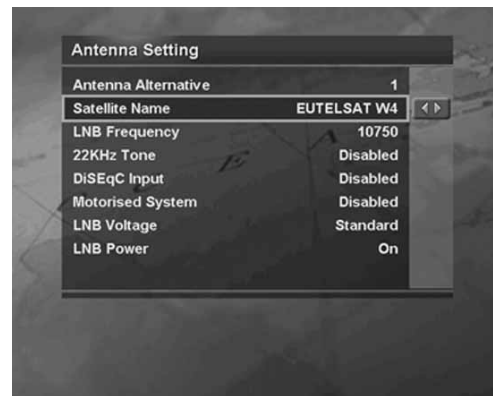 Antenna Setting
Antenna Alternative 1
Satellite Name EUTELSAT W4
LNB Frequency 10750
22KHz Tone Disabled
DiSEqC Input Disabled
Motorised System Disabled
LNB Voltage Standard
LNB Power On